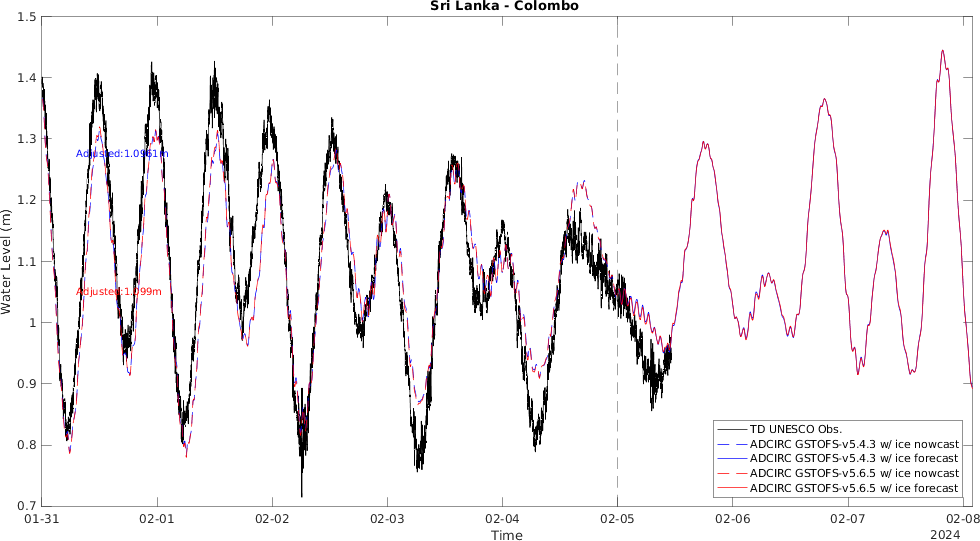 Sri Lanka - Colombo
Water Level (m)
1.5
1.4
1.3
1.2
1.1
1
0.9
0.8
0.7
Adjusted:1.0961m
Adjusted:1.099m
TD UNESCO Obs.
ADCIRC GSTOFS-v5.4.3 w/ ice nowcast
ADCIRC GSTOFS-v5.4.3 w/ ice forecast
ADCIRC GSTOFS-v5.6.5 w/ ice nowcast
ADCIRC GSTOFS-v5.6.5 w/ ice forecast
01-31 02-01 02-02 02-03 02-04 02-05 02-06 02-07 02-08
2024
Time